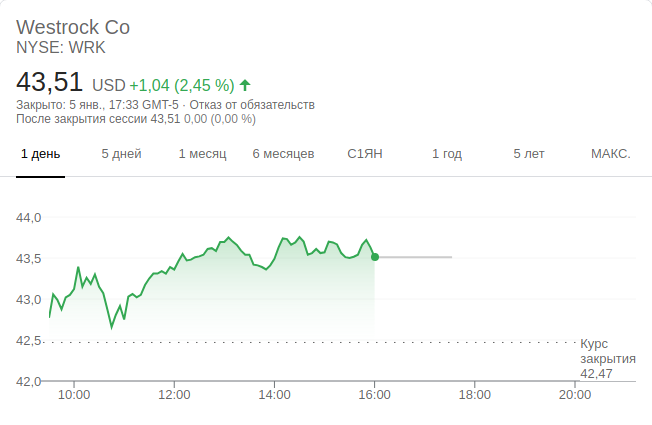 Westrock Co
NYSE: WRK
43,51 USD +1,04 (2,45 %)
Закрыто: 5 янв., 17:33 GMT-5 · Отказ от обязательств
После закрытия сессии 43,51 0,00 (0,00 %)
1 день 5 дней 1 месяц 6 месяцев С1ЯН 1 год 5 лет МАКС.
44,0
43,5
43,0
42,5
Курс
закрытия
42,47
42,0
10:00 12:00 14:00 16:00 18:00 20:00